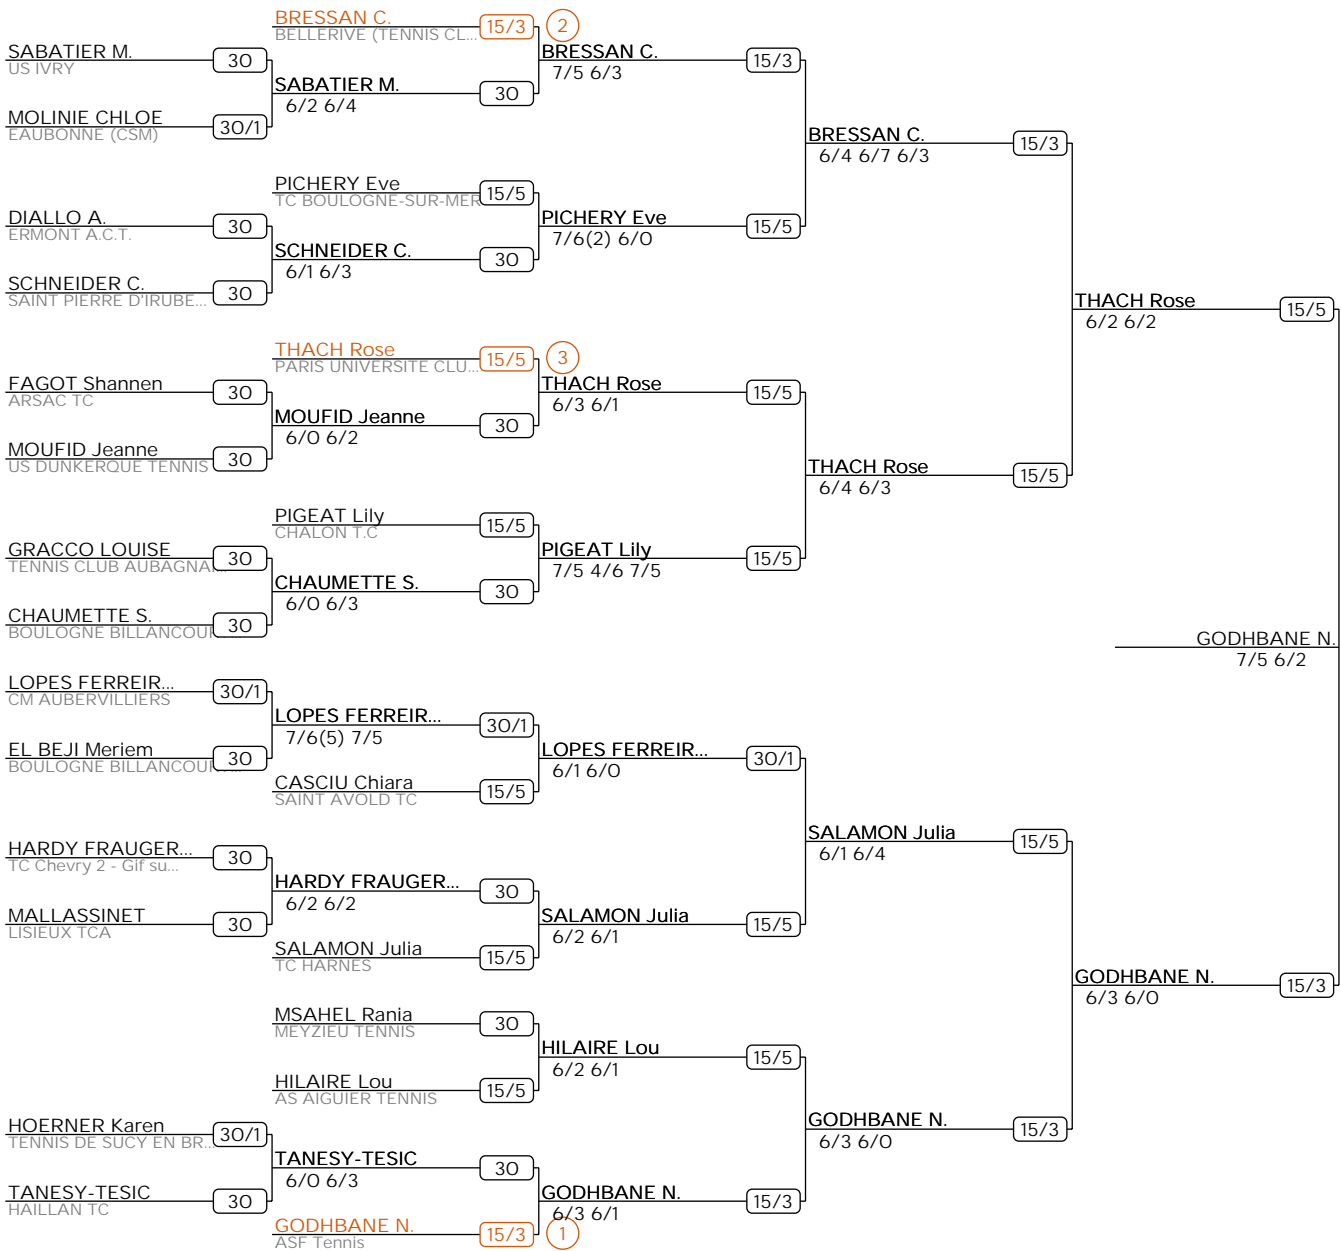 BRESSAN C.
15/3
2
BELLERIVE (TENNIS CL...
SABATIER M.
30
US IVRY
BRESSAN C.
15/3
7/5 6/3
SABATIER M.
30
6/2 6/4
MOLINIE CHLOE
30/1
EAUBONNE (CSM)
BRESSAN C.
15/3
6/4 6/7 6/3
PICHERY Eve
15/5
TC BOULOGNE-SUR-MER
DIALLO A.
30
ERMONT A.C.T.
PICHERY Eve
15/5
7/6(2) 6/0
SCHNEIDER C.
30
6/1 6/3
SCHNEIDER C.
30
SAINT PIERRE D'IRUBE...
THACH Rose
15/5
6/2 6/2
THACH Rose
15/5
3
PARIS UNIVERSITE CLU...
FAGOT Shannen
30
ARSAC TC
THACH Rose
15/5
6/3 6/1
MOUFID Jeanne
30
6/0 6/2
MOUFID Jeanne
30
US DUNKERQUE TENNIS
THACH Rose
15/5
6/4 6/3
PIGEAT Lily
15/5
CHALON T.C
GRACCO LOUISE
30
TENNIS CLUB AUBAGNA...
PIGEAT Lily
15/5
7/5 4/6 7/5
CHAUMETTE S.
30
6/0 6/3
CHAUMETTE S.
30
BOULOGNE BILLANCOUR...
GODHBANE N.
7/5 6/2
LOPES FERREIR...
30/1
CM AUBERVILLIERS
LOPES FERREIR...
30/1
7/6(5) 7/5
EL BEJI Meriem
30
BOULOGNE BILLANCOUR...
LOPES FERREIR...
30/1
6/1 6/0
CASCIU Chiara
15/5
SAINT AVOLD TC
SALAMON Julia
15/5
6/1 6/4
HARDY FRAUGER...
30
TC Chevry 2 - Gif su...
HARDY FRAUGER...
30
6/2 6/2
MALLASSINET
30
LISIEUX TCA
SALAMON Julia
15/5
6/2 6/1
SALAMON Julia
15/5
TC HARNES
GODHBANE N.
15/3
6/3 6/0
MSAHEL Rania
30
MEYZIEU TENNIS
HILAIRE Lou
15/5
6/2 6/1
HILAIRE Lou
15/5
AS AIGUIER TENNIS
HOERNER Karen
30/1
TENNIS DE SUCY EN BR...
GODHBANE N.
15/3
6/3 6/0
TANESY-TESIC
30
6/0 6/3
TANESY-TESIC
30
HAILLAN TC
GODHBANE N.
15/3
6/3 6/1
GODHBANE N.
15/3
1
ASF Tennis